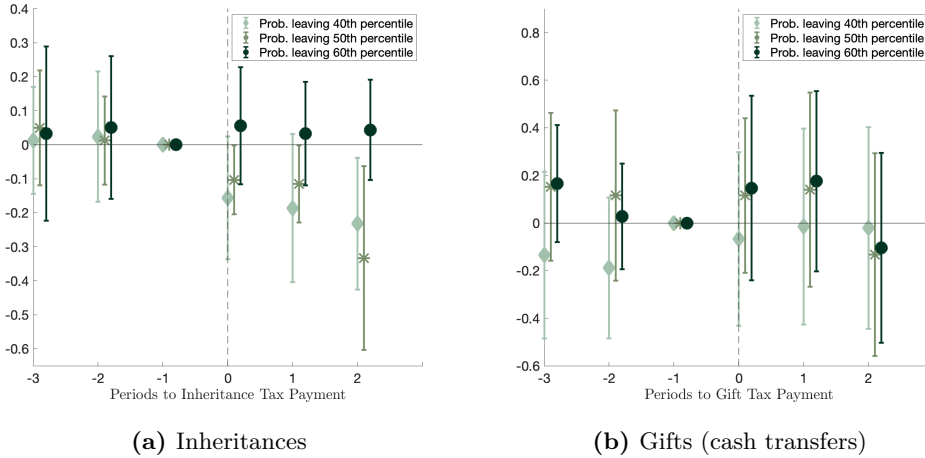 0.4
0.3
0.2
0.1
0
-0.1
-0.2
-0.3
-0.4
-0.5
-0.6
Prob. leaving 40th percentile
Prob. leaving 50th percentile
Prob. leaving 60th percentile
-3 -2 -1 0 1 2
Periods to Inheritance Tax Payment
(a) Inheritances
0.8
0.6
0.4
0.2
0
-0.2
-0.4
-0.6
Prob. leaving 40th percentile
Prob. leaving 50th percentile
Prob. leaving 60th percentile
-3 -2 -1 0 1 2
Periods to Gift Tax Payment
(b) Gifts (cash transfers)